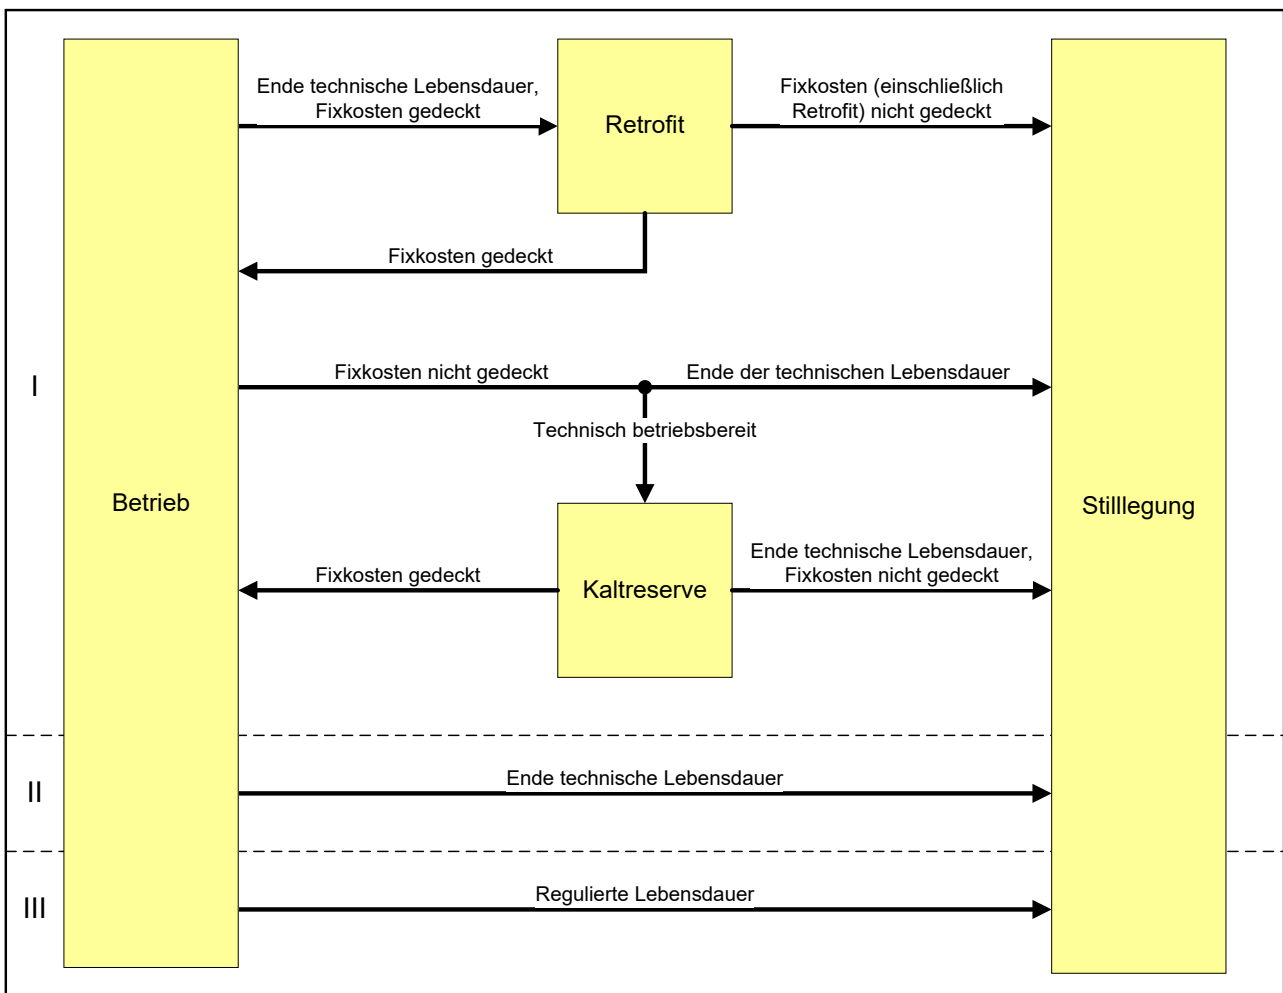 Ende technische Lebensdauer,
Fixkosten gedeckt
Retrofit
Fixkosten (einschließlich
Retrofit) nicht gedeckt
Fixkosten gedeckt
I
Fixkosten nicht gedeckt
Ende der technischen Lebensdauer
Technisch betriebsbereit
Betrieb
Stilllegung
Fixkosten gedeckt
Kaltreserve
Ende technische Lebensdauer,
Fixkosten nicht gedeckt
II
Ende technische Lebensdauer
III
Regulierte Lebensdauer